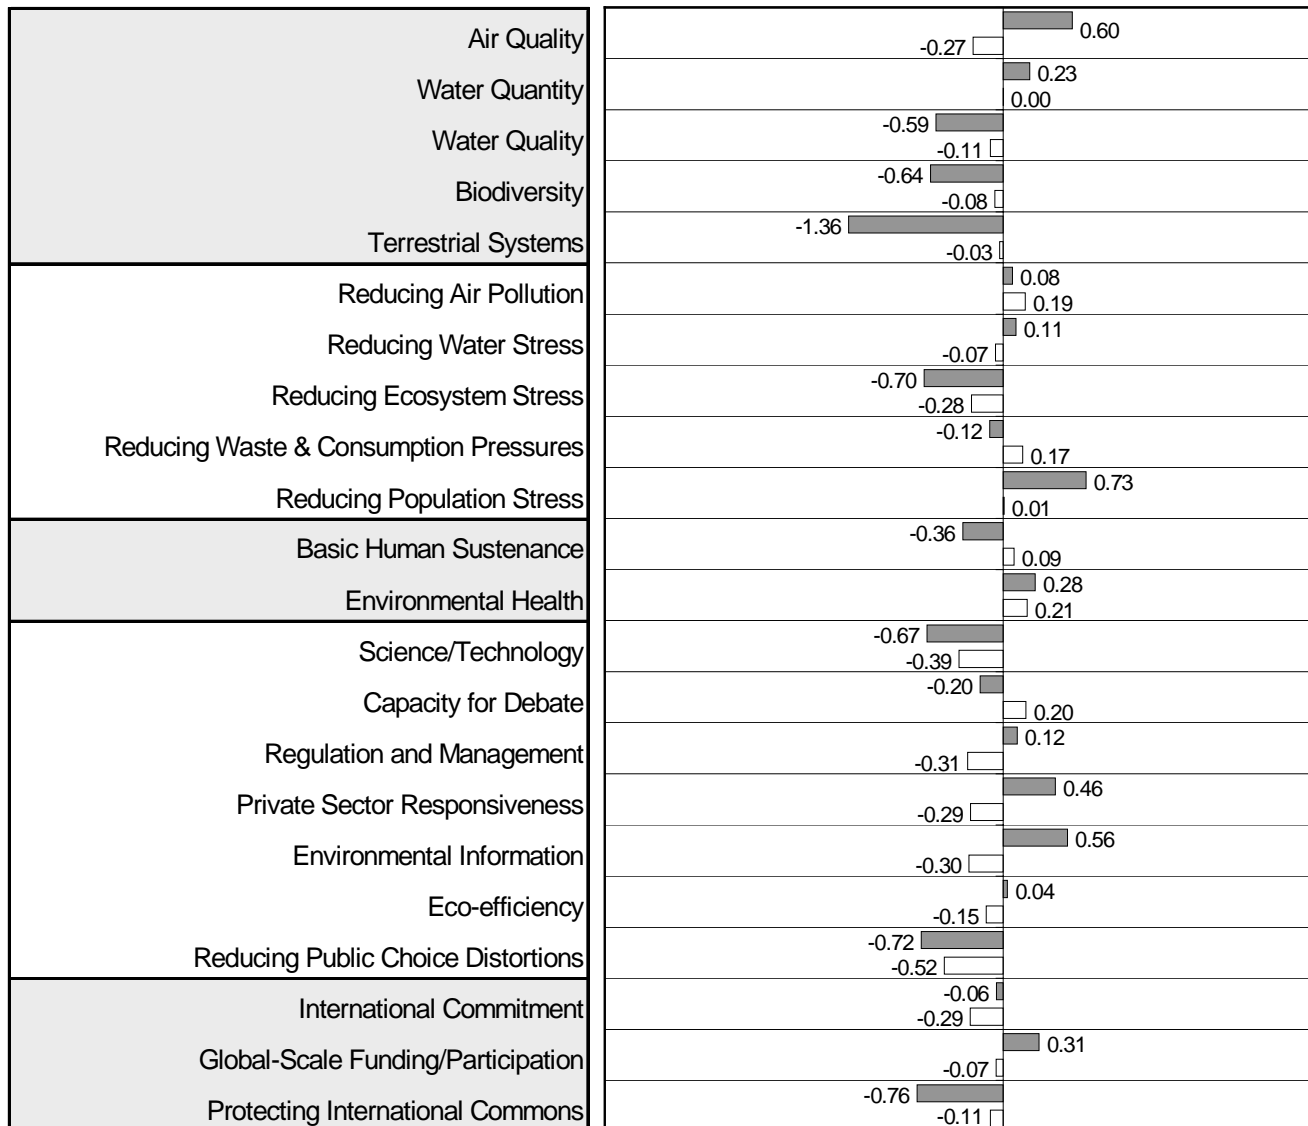 Air Quality
0.60
-0.27
Water Quantity
0.23
0.00
Water Quality
-0.59
-0.11
Biodiversity
-0.64
-0.08
Terrestrial Systems
-1.36
-0.03
Reducing Air Pollution
0.08
0.19
Reducing Water Stress
0.11
-0.07
Reducing Ecosystem Stress
-0.70
-0.28
Reducing Waste & Consumption Pressures
-0.12
0.17
Reducing Population Stress
0.73
0.01
Basic Human Sustenance
-0.36
0.09
Environmental Health
0.28
0.21
Science/Technology
-0.67
-0.39
Capacity for Debate
-0.20
0.20
Regulation and Management
0.12
-0.31
Private Sector Responsiveness
0.46
-0.29
Environmental Information
0.56
-0.30
Eco-efficiency
0.04
-0.15
Reducing Public Choice Distortions
-0.72
-0.52
International Commitment
-0.06
-0.29
Global-Scale Funding/Participation
0.31
-0.07
Protecting International Commons
-0.76
-0.11